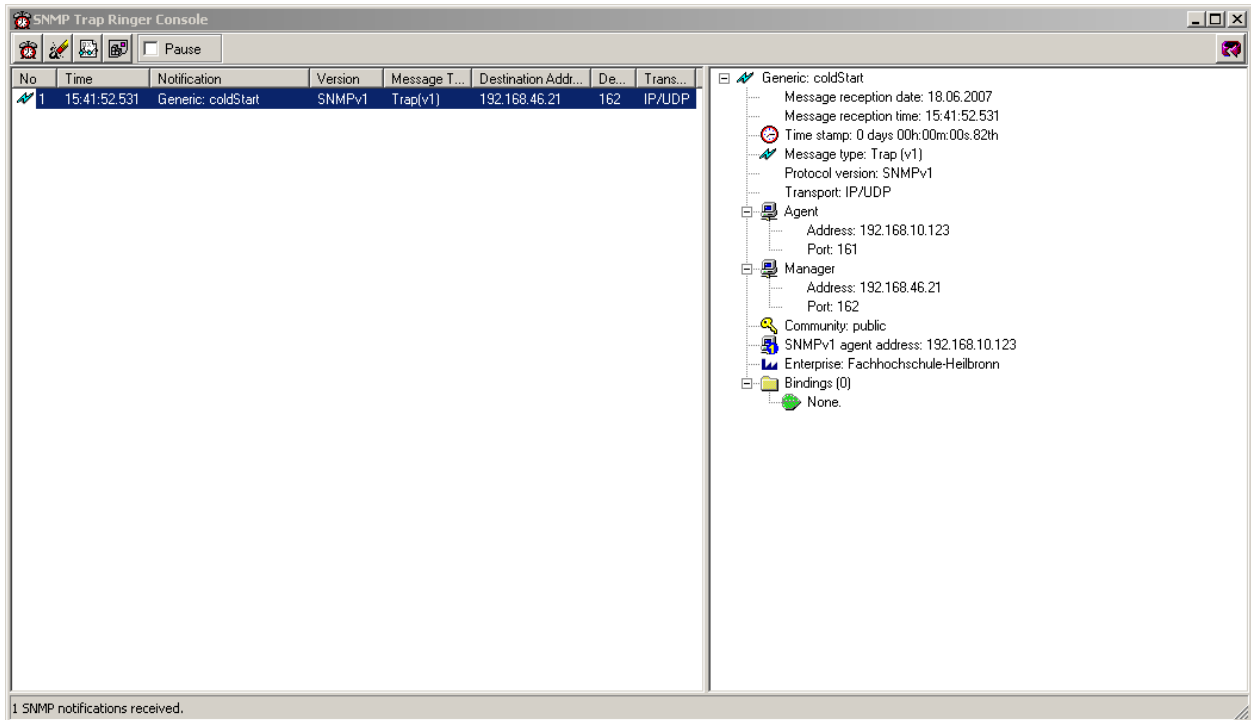 SNMP Trap Ringer Console
Pause
No Time Notification Version Message T... Destination Addr... De... Trans...
1 15:41:52.531 Generic: coldStart SNMPv1 Trap(v1) 192.168.46.21 162 IP/UDP
Generic: coldStart
Message reception date: 18.06.2007
Message reception time: 15:41:52.531
Time stamp: 0 days 00h:00m:00s.82th
Message type: Trap (v1)
Protocol version: SNMPv1
Transport: IP/UDP
Agent
Address: 192.168.10.123
Port: 161
Manager
Address: 192.168.46.21
Port: 162
Community: public
SNMPv1 agent address: 192.168.10.123
Enterprise: Fachhochschule-Heilbronn
Bindings (0)
None.
1 SNMP notifications received.